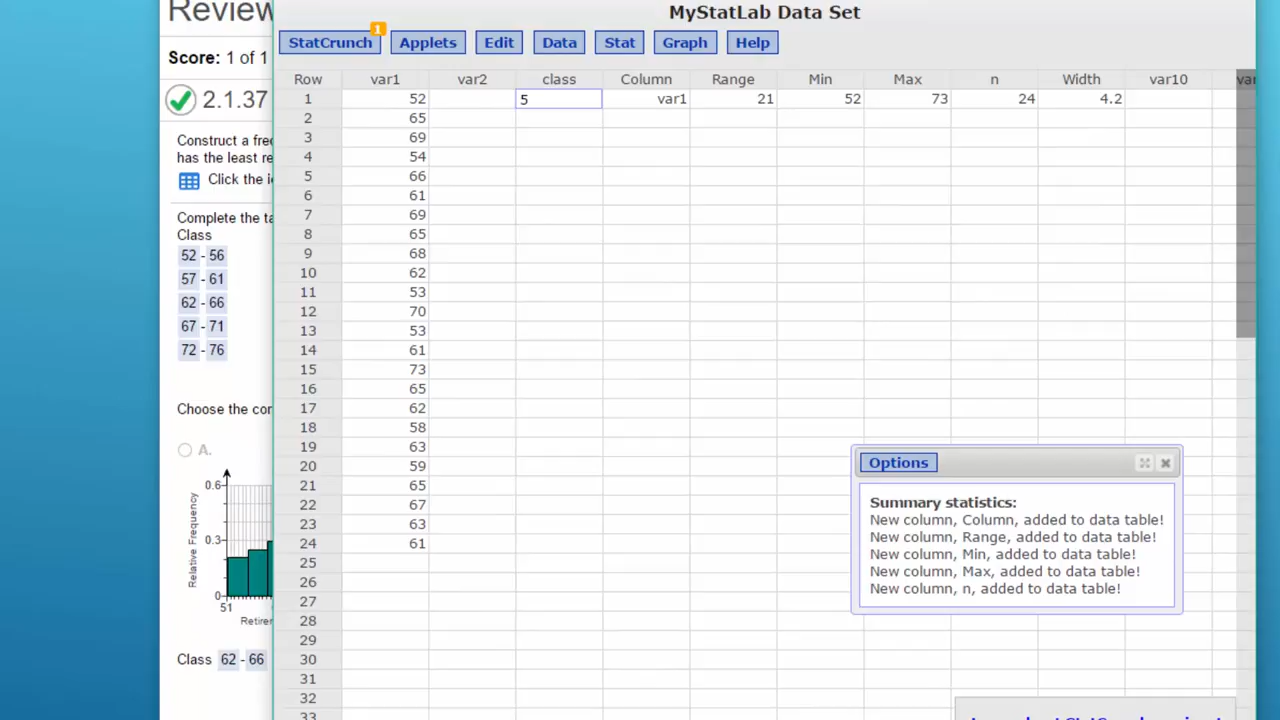 Review
MyStatLab Data Set
StatCrunch 1 Applets Edit Data Stat Graph Help
Score: 1 of 1
2.1.37
Construct a fre
has the least re
Click the i
Complete the ta
Class
52 - 56
57 - 61
62 - 66
67 - 71
72 - 76
Choose the cor
A.
0.6
0.3
0
Relative Frequency
51
Retirer
Class 62 - 66
Row var1 var2 class Column Range Min Max n Width var10 var
1 52 5 var1 21 52 73 24 4.2
2 65
3 69
4 54
5 66
6 61
7 69
8 65
9 68
10 62
11 53
12 70
13 53
14 61
15 73
16 65
17 62
18 58
19 63
20 59
21 65
22 67
23 63
24 61
25
26
27
28
29
30
31
32
33
Options
Summary statistics:
New column, Column, added to data table!
New column, Range, added to data table!
New column, Min, added to data table!
New column, Max, added to data table!
New column, n, added to data table!